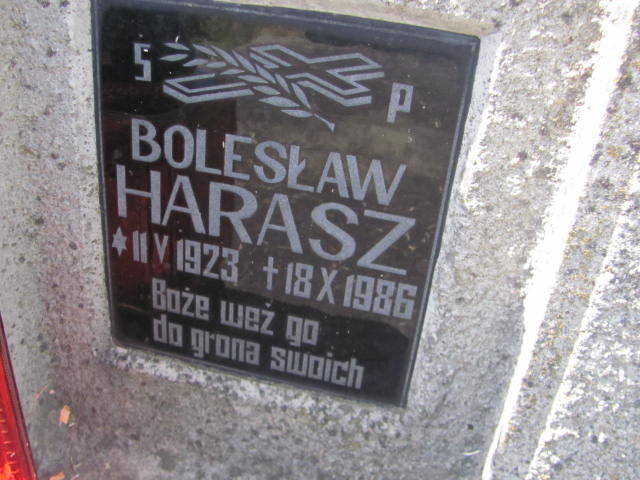 S P
BOLESŁAW
HARASZ
* 11 V 1923 † 18 X 1986
Boże weź go
do grona swoich